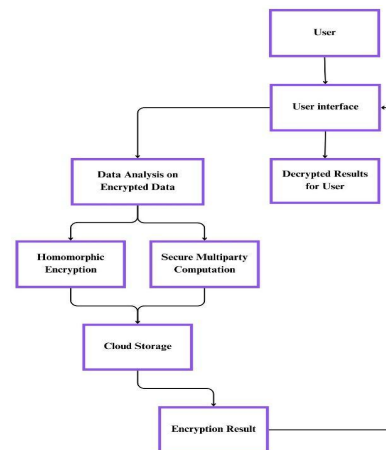 User
User interface
Data Analysis on
Encrypted Data
Decrypted Results
for User
Homomorphic
Encryption
Secure Multiparty
Computation
Cloud Storage
Encryption Result